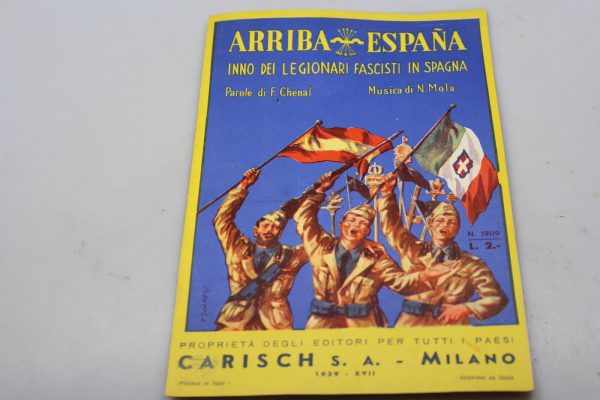 ARRIBA ESPAÑA
INNO DEI LEGIONARI FASCISTI IN SPAGNA
Parole di F. Chenal Musica di N. Mola
N. 19119
L. 2.-
PROPRIETÀ DEGLI EDITORI PER TUTTI I PAESI
CARISCH S. A. - MILANO
1939 - XVII
- Printed in Italy - - Imprimé en Italie